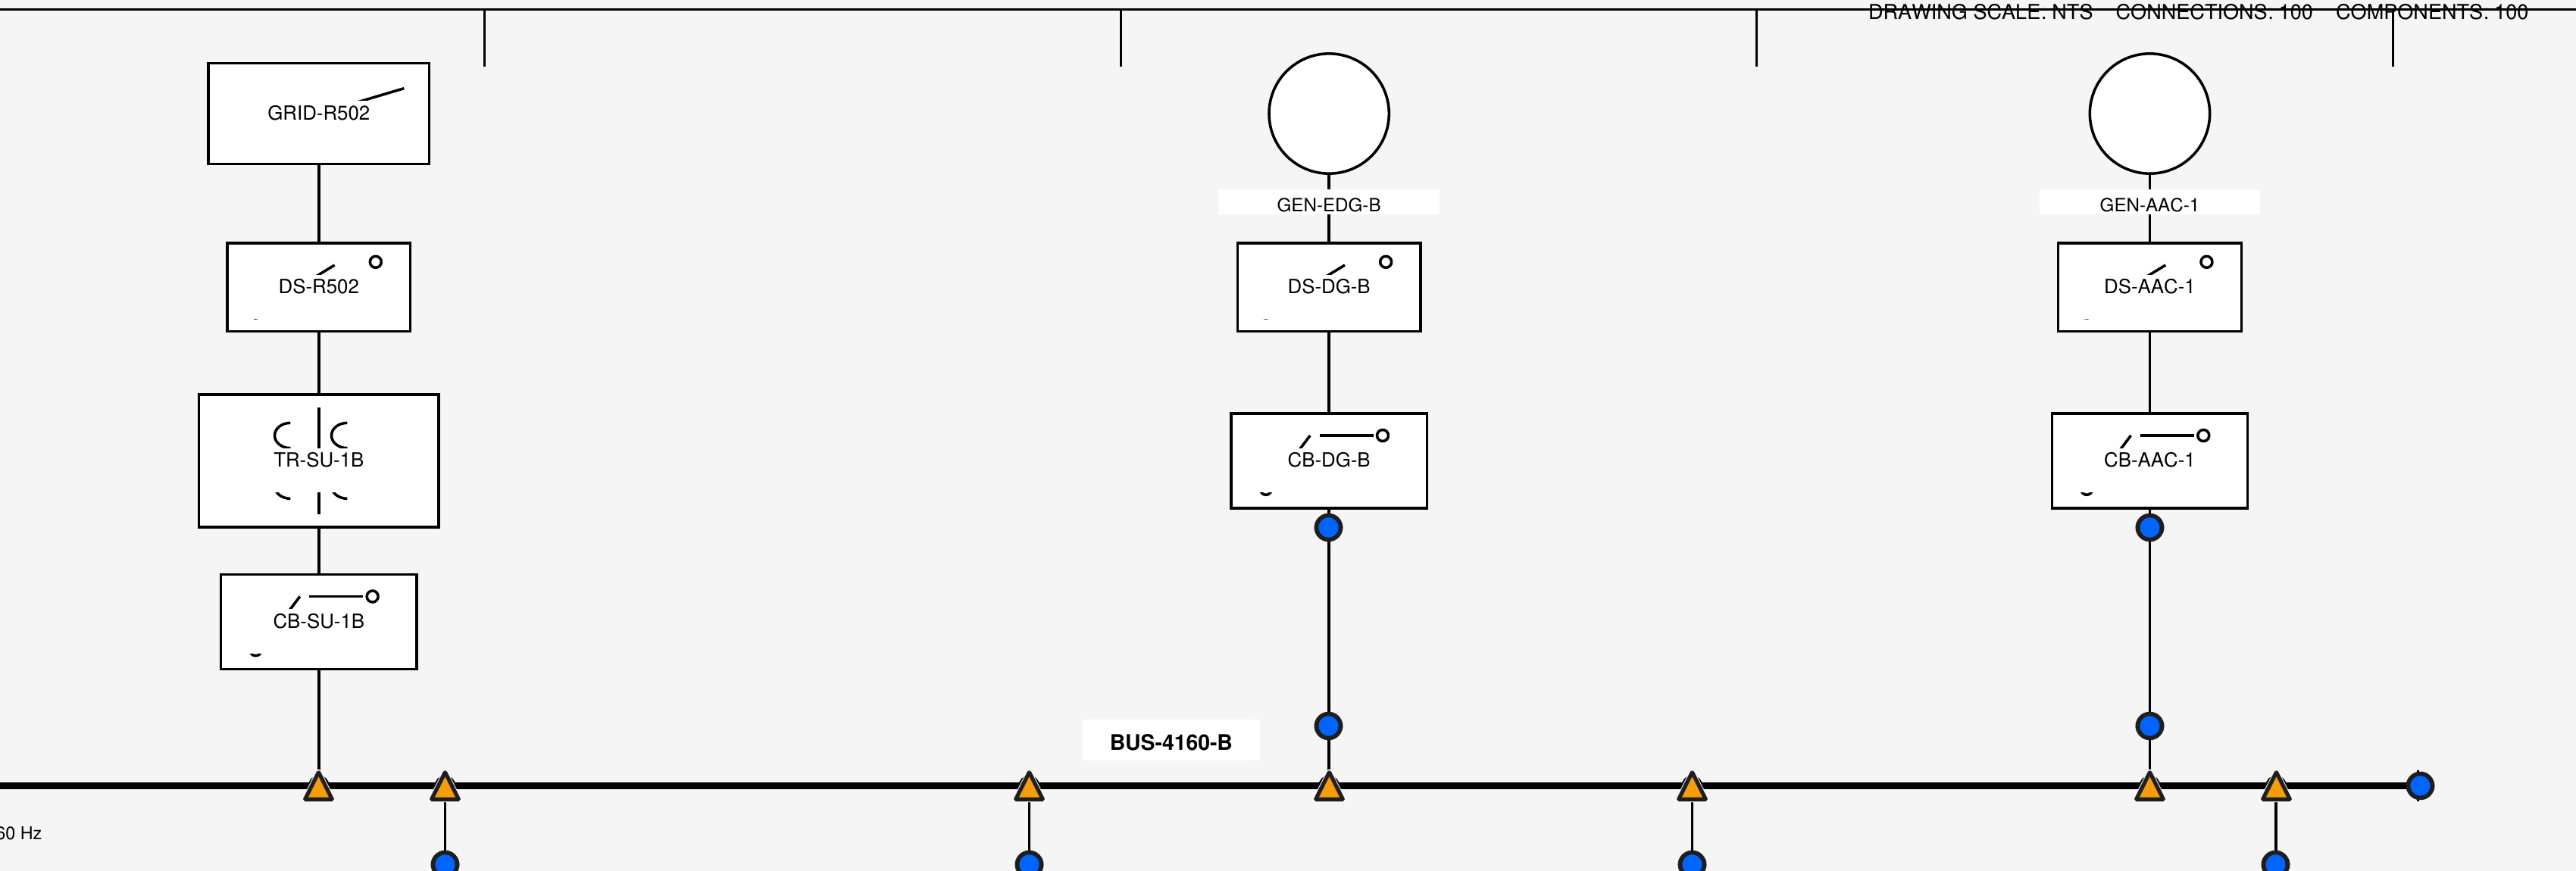 DRAWING SCALE: NTS    CONNECTIONS: 100    COMPONENTS: 100
GRID-R502
GEN-EDG-B
GEN-AAC-1
DS-R502
DS-DG-B
DS-AAC-1
TR-SU-1B
CB-DG-B
CB-AAC-1
CB-SU-1B
BUS-4160-B
60 Hz